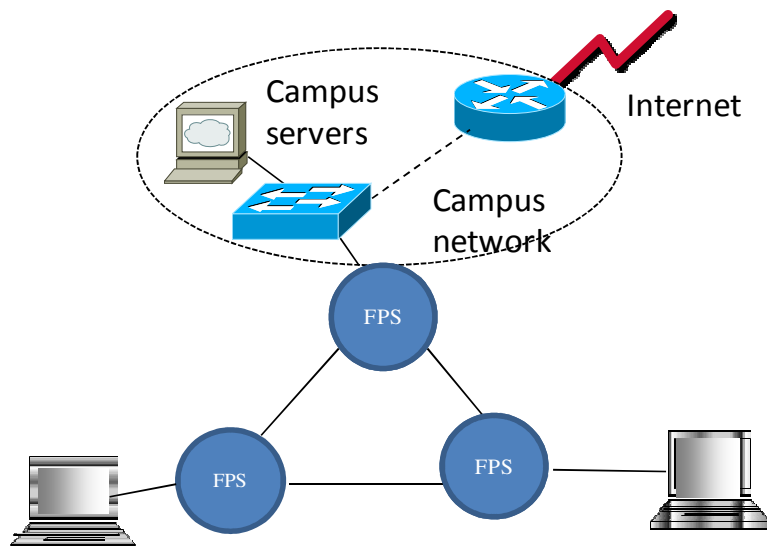 Campus
servers
Internet
Campus
network
FPS
FPS
FPS